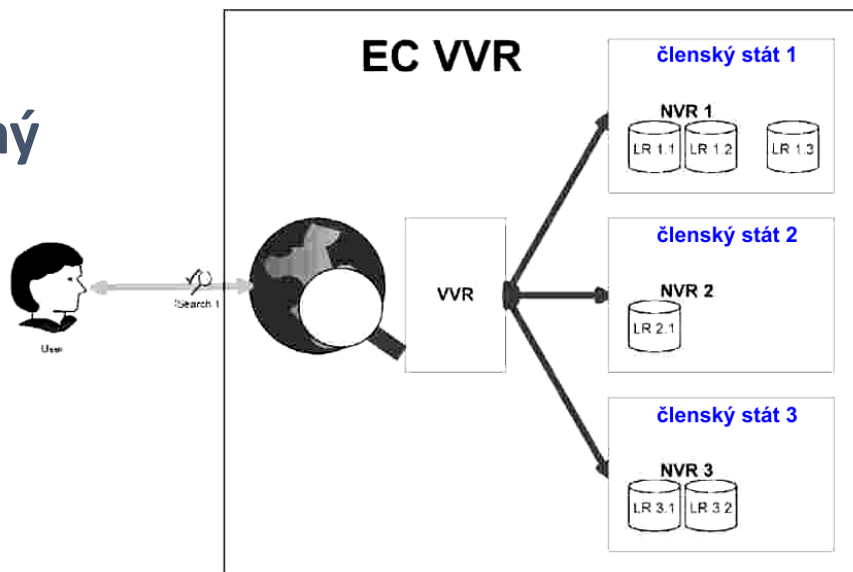 ný
EC VVR
členský stát 1
NVR 1
LR 1.1
LR 1.2
LR 1.3
členský stát 2
NVR 2
LR 2.1
členský stát 3
NVR 3
LR 3.1
LR 3.2
VVR
User